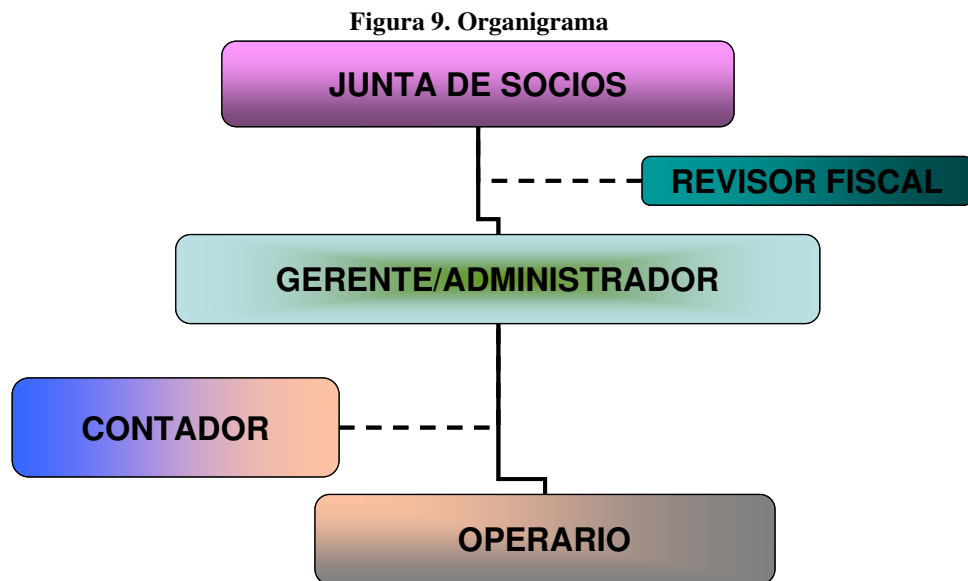 Figura 9. Organigrama
JUNTA DE SOCIOS
REVISOR FISCAL
GERENTE/ADMINISTRADOR
CONTADOR
OPERARIO